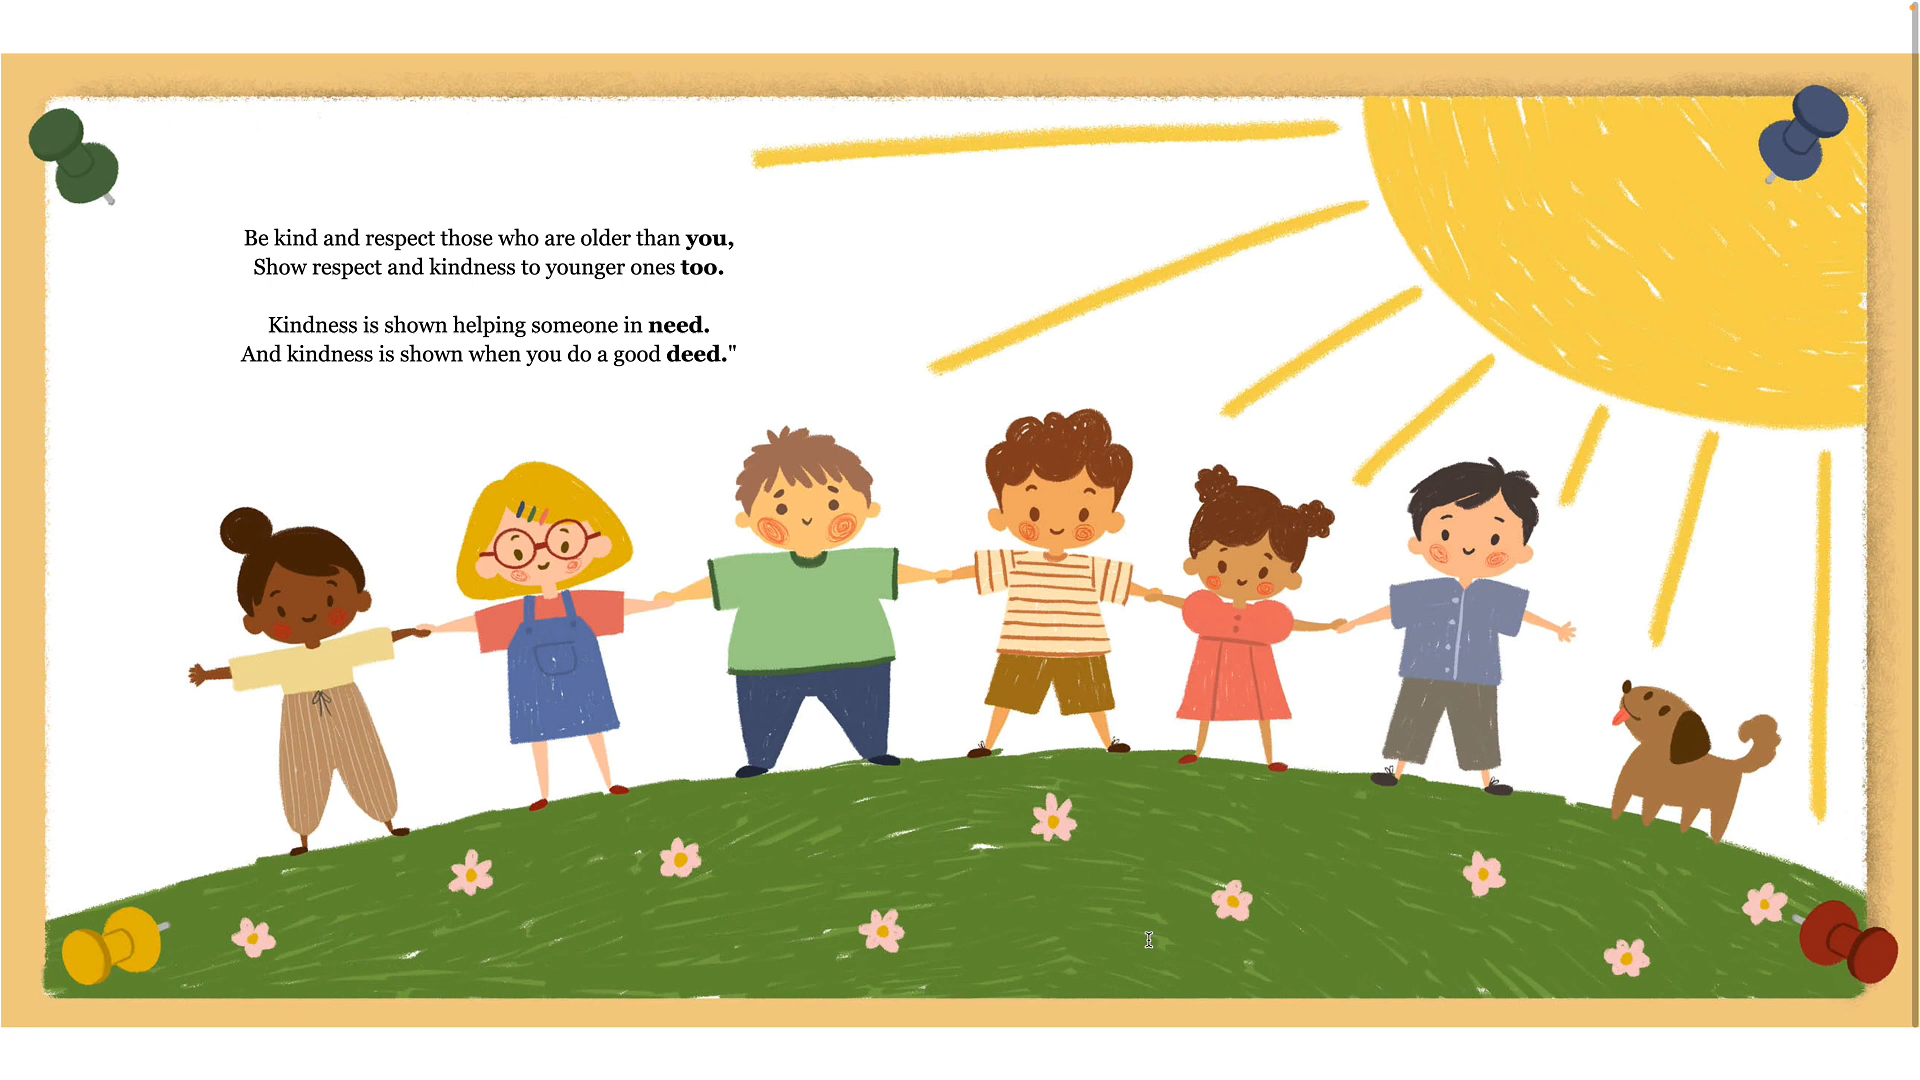 Be kind and respect those who are older than you,
Show respect and kindness to younger ones too.
Kindness is shown helping someone in need.
And kindness is shown when you do a good deed."